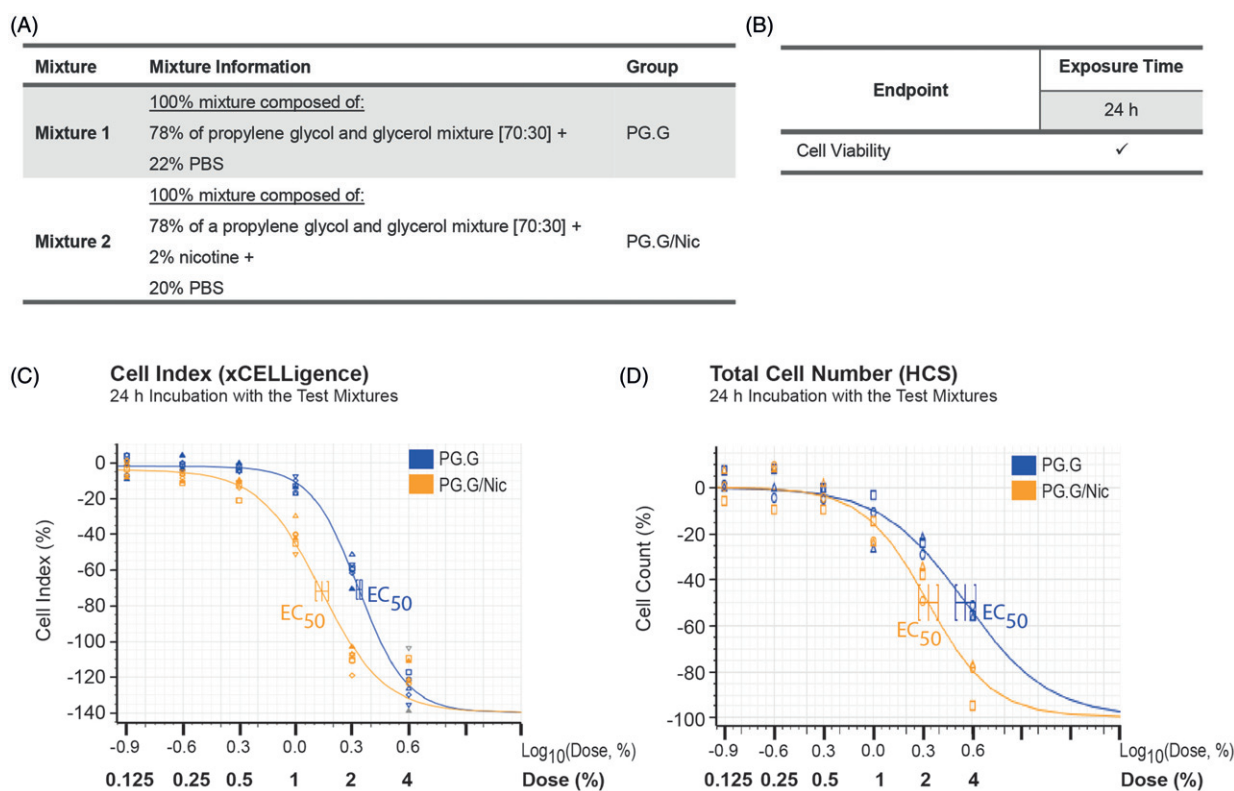 (A)
Mixture Mixture Information Group
100% mixture composed of:
Mixture 1 78% of propylene glycol and glycerol mixture [70:30] + PG.G
22% PBS
100% mixture composed of:
78% of a propylene glycol and glycerol mixture [70:30] +
Mixture 2 2% nicotine + PG.G/Nic
20% PBS
(B)
Endpoint Exposure Time
24 h
Cell Viability ✓
(C) Cell Index (xCELLigence)
24 h Incubation with the Test Mixtures
PG.G
PG.G/Nic
Cell Index (%)
0
-20
-40
-60
-80
-100
-120
-140
EC50
EC50
-0.9 -0.6 0.3 0.0 0.3 0.6 Log10(Dose, %)
0.125 0.25 0.5 1 2 4 Dose (%)
(D) Total Cell Number (HCS)
24 h Incubation with the Test Mixtures
PG.G
PG.G/Nic
Cell Count (%)
0
-20
-40
-60
-80
-100
EC50
EC50
-0.9 -0.6 0.3 0.0 0.3 0.6 Log10(Dose, %)
0.125 0.25 0.5 1 2 4 Dose (%)